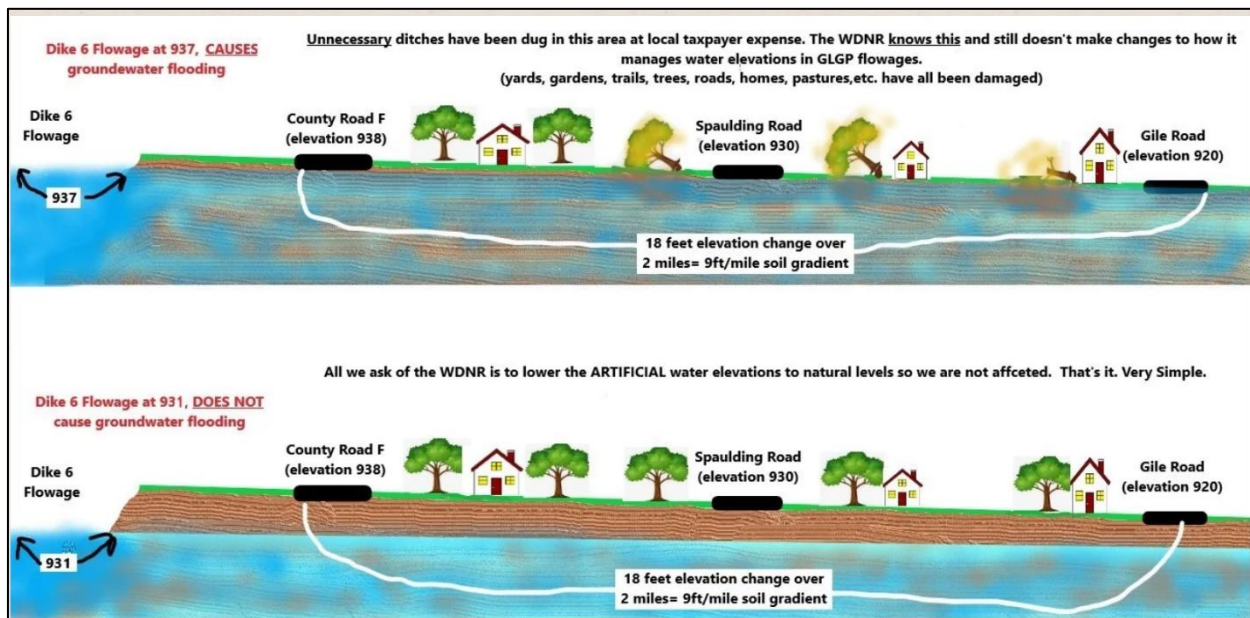 Dike 6 Flowage at 937, CAUSES
groundewater flooding
Unnecessary ditches have been dug in this area at local taxpayer expense. The WDNR knows this and still doesn't make changes to how it
manages water elevations in GLGP flowages.
(yards, gardens, trails, trees, roads, homes, pastures,etc. have all been damaged)
Dike 6
Flowage
County Road F
(elevation 938)
Spaulding Road
(elevation 930)
Gile Road
(elevation 920)
937
18 feet elevation change over
2 miles= 9ft/mile soil gradient
All we ask of the WDNR is to lower the ARTIFICIAL water elevations to natural levels so we are not affceted.  That's it. Very Simple.
Dike 6 Flowage at 931, DOES NOT
cause groundwater flooding
Dike 6
Flowage
County Road F
(elevation 938)
Spaulding Road
(elevation 930)
Gile Road
(elevation 920)
931
18 feet elevation change over
2 miles= 9ft/mile soil gradient